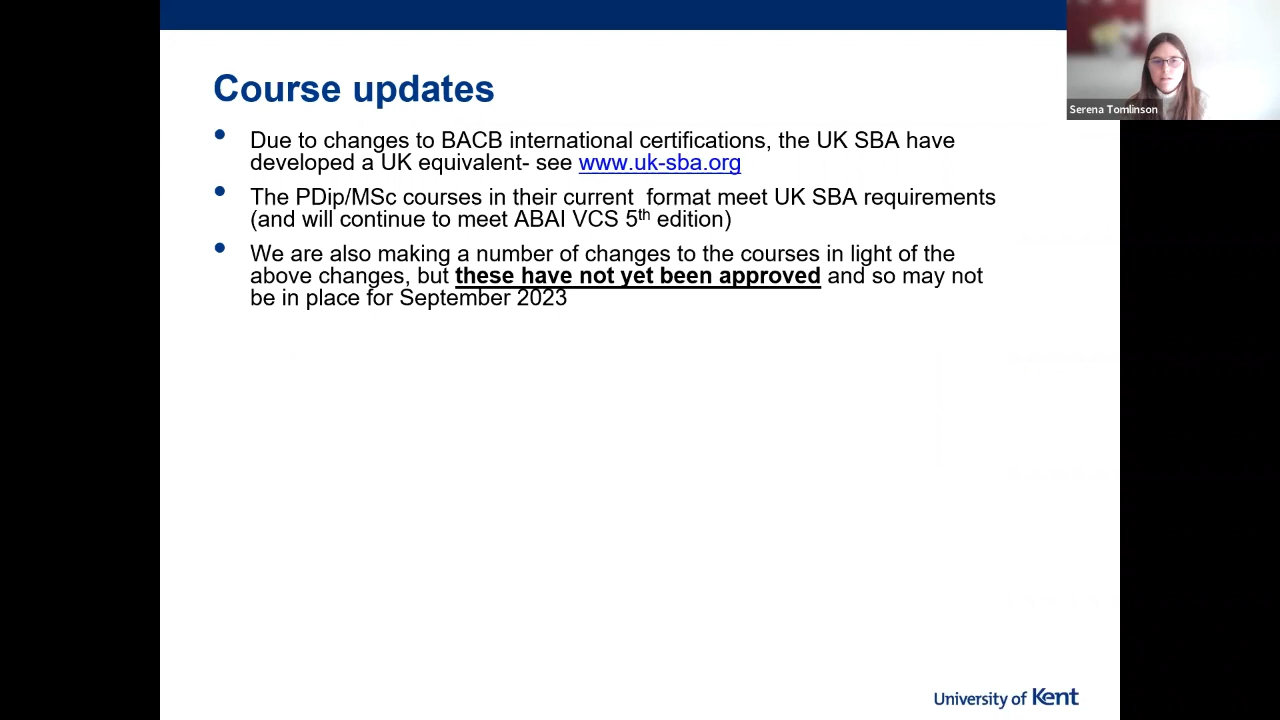 Course updates
• Due to changes to BACB international certifications, the UK SBA have
developed a UK equivalent- see www.uk-sba.org
• The PDip/MSc courses in their current  format meet UK SBA requirements
(and will continue to meet ABAI VCS 5th edition)
• We are also making a number of changes to the courses in light of the
above changes, but these have not yet been approved and so may not
be in place for September 2023
Serena Tomlinson
University of Kent